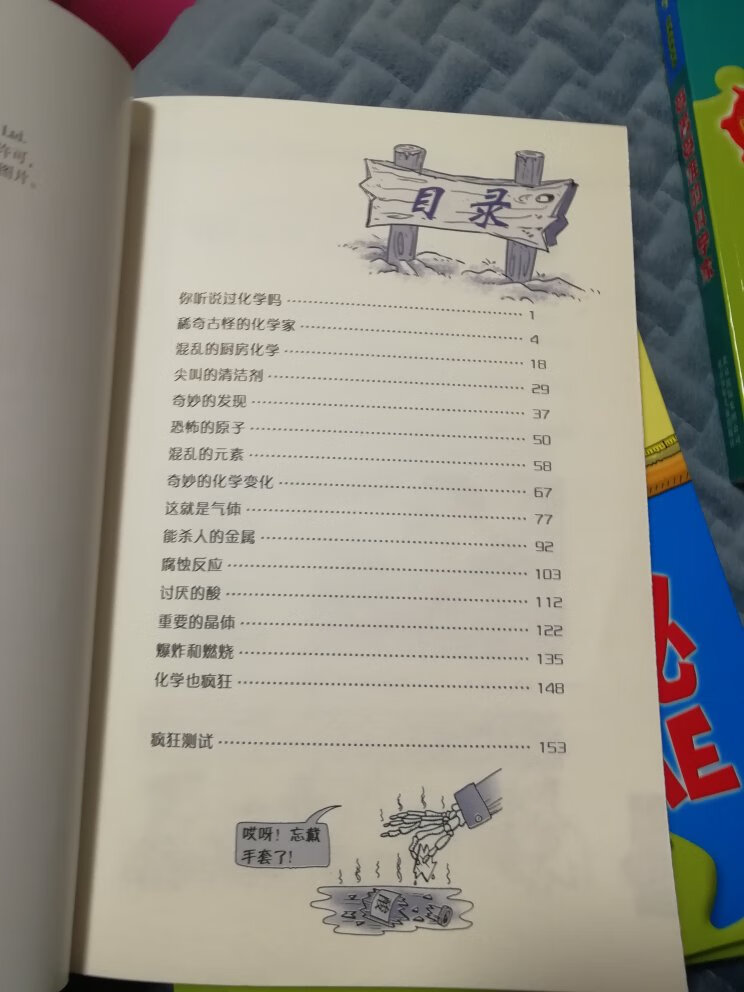 Ltd.
许可,
图片。
目录
你听说过化学吗 1
稀奇古怪的化学家 4
混乱的厨房化学 18
尖叫的清洁剂 29
奇妙的发现 37
恐怖的原子 50
混乱的元素 58
奇妙的化学变化 67
这就是气体 77
能杀人的金属 92
腐蚀反应 103
讨厌的酸 112
重要的晶体 122
爆炸和燃烧 135
化学也疯狂 148
疯狂测试 153
哎呀!忘戴
手套了!